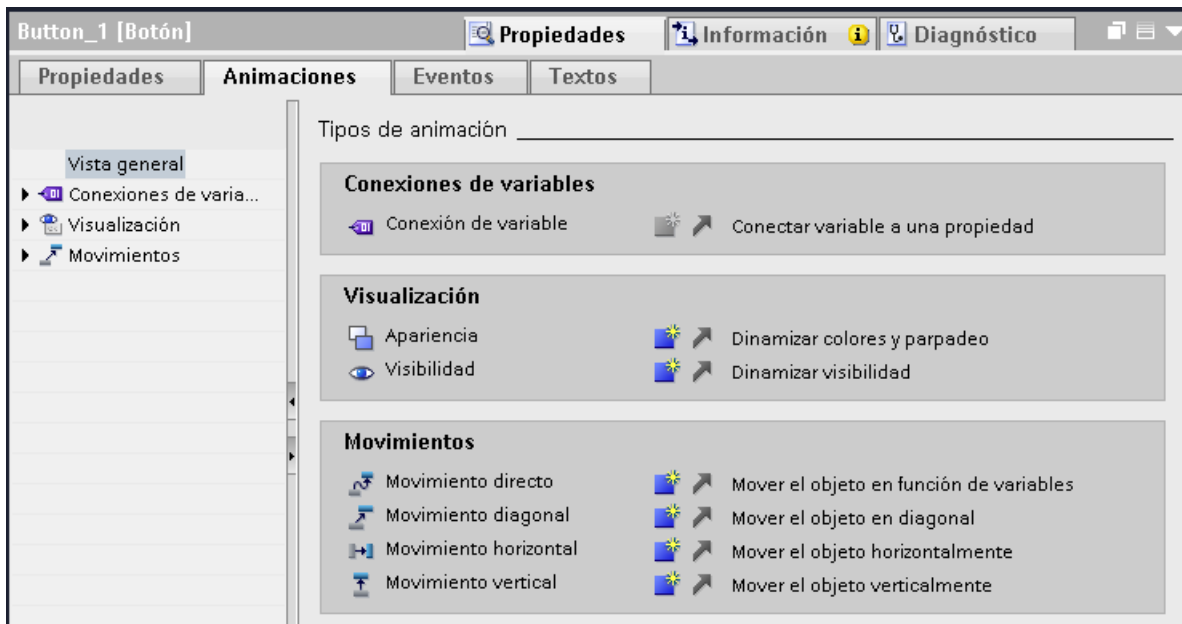 Button_1 [Botón]
Propiedades
Información
Diagnóstico
Propiedades
Animaciones
Eventos
Textos
Vista general
Conexiones de varia...
Visualización
Movimientos
Tipos de animación
Conexiones de variables
Conexión de variable
Conectar variable a una propiedad
Visualización
Apariencia
Dinamizar colores y parpadeo
Visibilidad
Dinamizar visibilidad
Movimientos
Movimiento directo
Mover el objeto en función de variables
Movimiento diagonal
Mover el objeto en diagonal
Movimiento horizontal
Mover el objeto horizontalmente
Movimiento vertical
Mover el objeto verticalmente